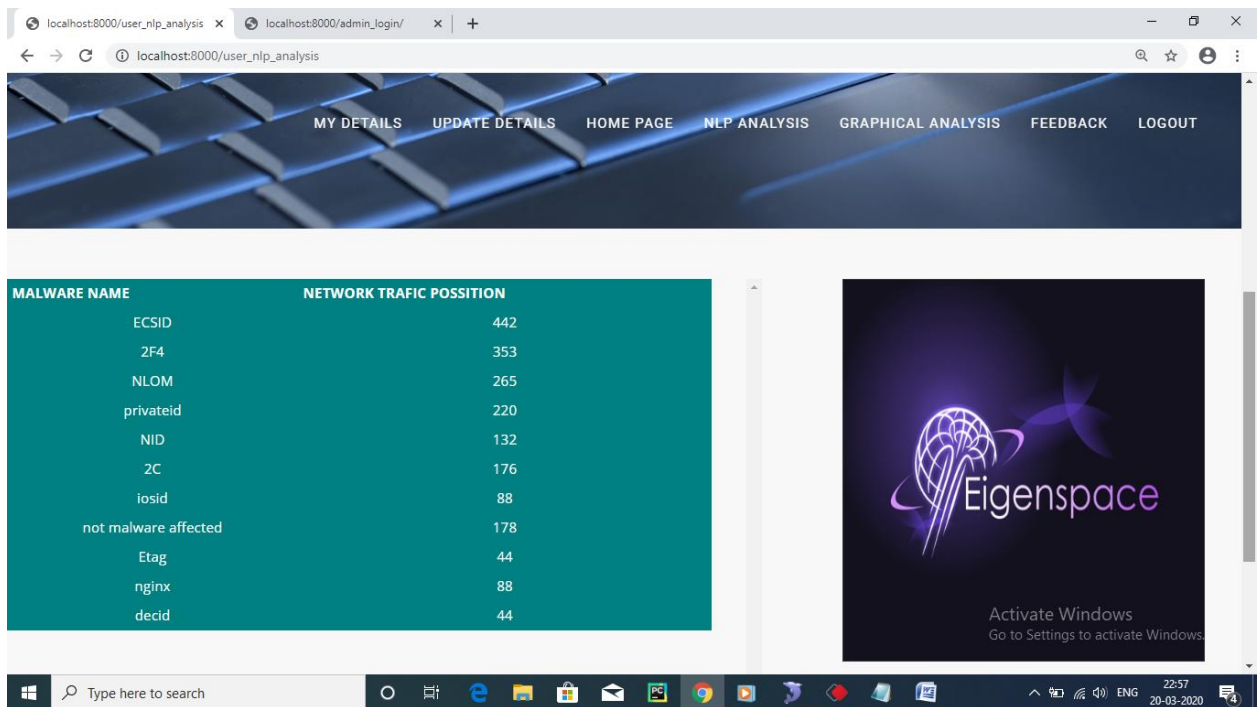 localhost:8000/user_nlp_analysis
localhost:8000/admin_login/
localhost:8000/user_nlp_analysis
MY DETAILS UPDATE DETAILS HOME PAGE NLP ANALYSIS GRAPHICAL ANALYSIS FEEDBACK LOGOUT
MALWARE NAME NETWORK TRAFIC POSSITION
ECSID 442
2F4 353
NLOM 265
privateid 220
NID 132
2C 176
iosid 88
not malware affected 178
Etag 44
nginx 88
decid 44
Eigenspace
Activate Windows
Go to Settings to activate Windows.
Type here to search
PC
ENG
22:57
20-03-2020
4